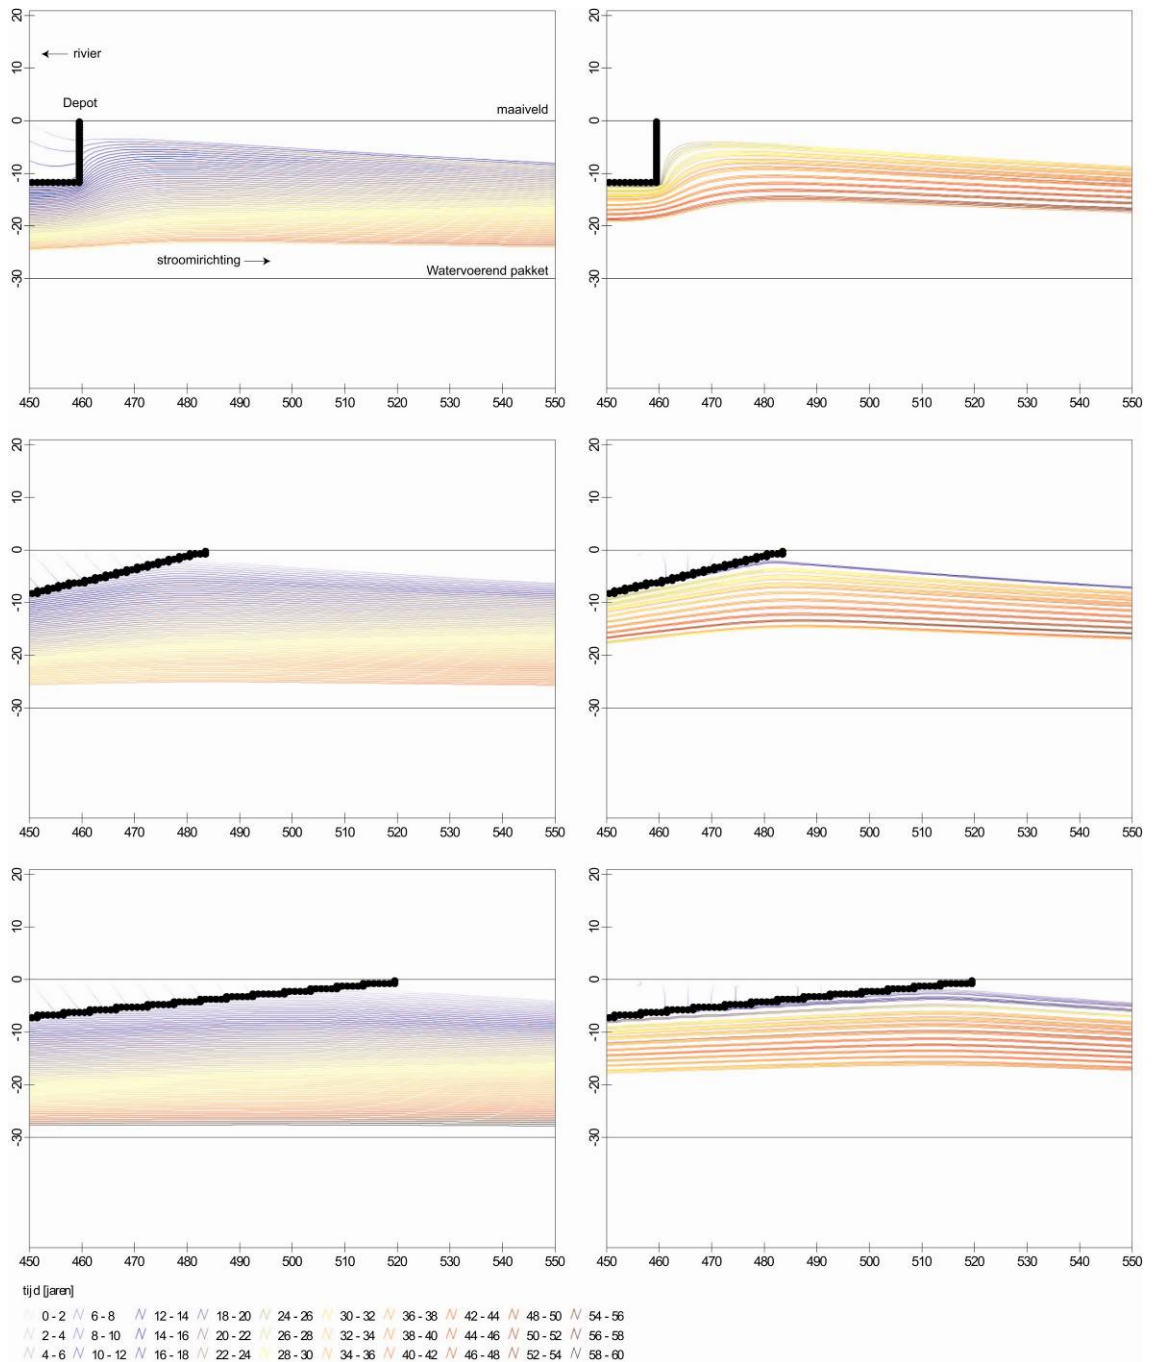 20
10
0
-10
-20
-30
rivier
Depot
maaiveld
stroomirichting
Watervoerend pakket
450 460 470 480 490 500 510 520 530 540 550
20
10
0
-10
-20
-30
450 460 470 480 490 500 510 520 530 540 550
20
10
0
-10
-20
-30
450 460 470 480 490 500 510 520 530 540 550
20
10
0
-10
-20
-30
450 460 470 480 490 500 510 520 530 540 550
20
10
0
-10
-20
-30
450 460 470 480 490 500 510 520 530 540 550
20
10
0
-10
-20
-30
450 460 470 480 490 500 510 520 530 540 550
tijd [jaren]
0 - 2 6 - 8 12 - 14 18 - 20 24 - 26 30 - 32 36 - 38 42 - 44 48 - 50 54 - 56
2 - 4 8 - 10 14 - 16 20 - 22 26 - 28 32 - 34 38 - 40 44 - 46 50 - 52 56 - 58
4 - 6 10 - 12 16 - 18 22 - 24 28 - 30 34 - 36 40 - 42 46 - 48 52 - 54 58 - 60